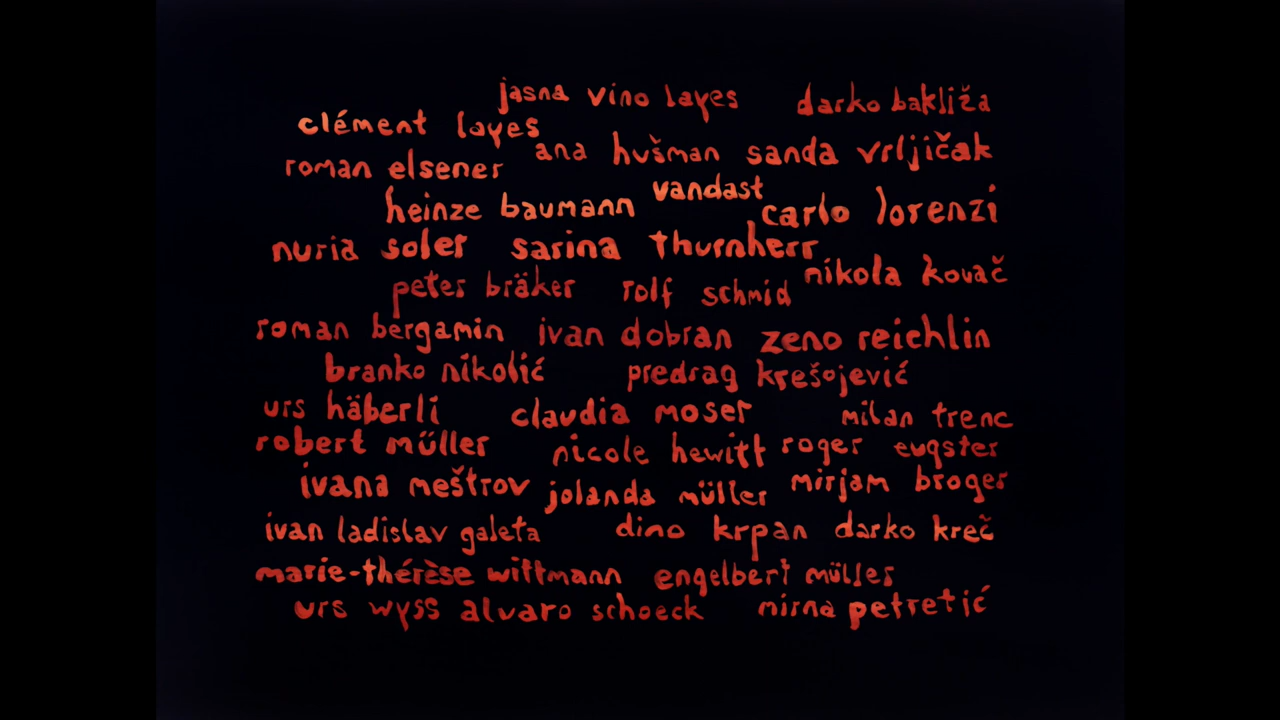 jasna vino layes darko bakliža
clément layes
ana hušman sanda vrljičak
roman elsener
vandast
heinze baumann carlo lorenzi
nuria soler sarina thurnherr
nikola kovač
peter bräker rolf schmid
roman bergamin ivan dobran zeno reichlin
branko nikolić predrag krešojević
urs häberli claudia moser milan trenc
robert müller nicole hewitt roger eugster
ivana meštrov jolanda müller mirjam broger
ivan ladislav galeta dino krpan darko kreč
marie-thérèse wittmann engelbert müller
urs wyss alvaro schoeck mirna petretić